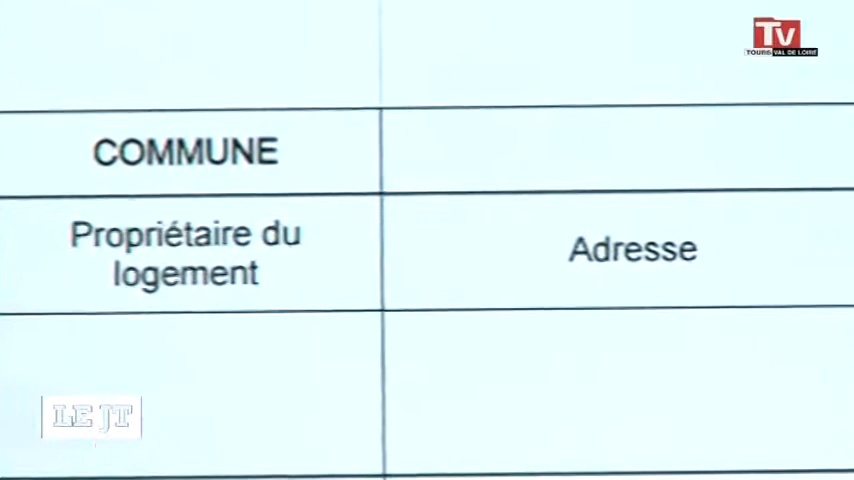 TV
TOURS VAL DE LOIRE
COMMUNE
Propriétaire du
logement
Adresse
LE JT